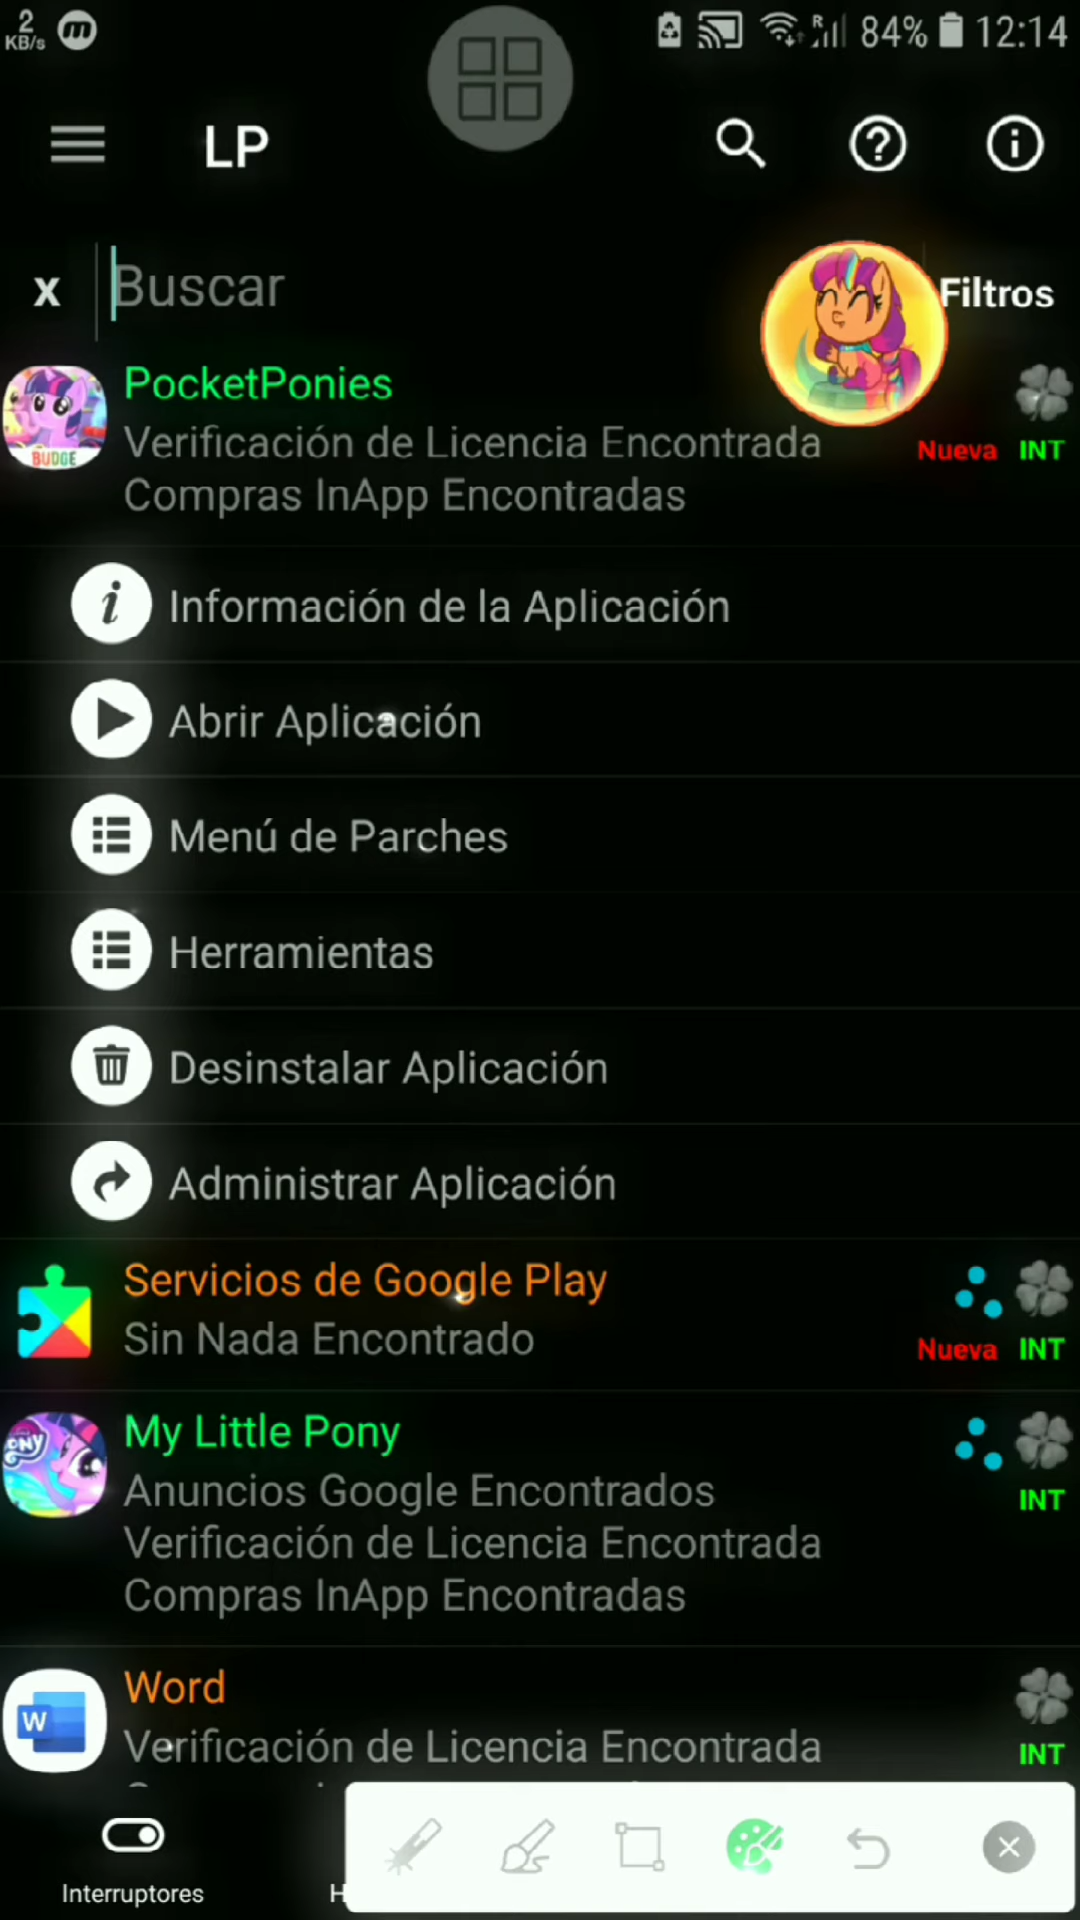 2
KB/s
R
84%
12:14
LP
x
Buscar
Filtros
PocketPonies
Verificación de Licencia Encontrada
Compras InApp Encontradas
BUDGE
Nueva INT
Información de la Aplicación
Abrir Aplicación
Menú de Parches
Herramientas
Desinstalar Aplicación
Administrar Aplicación
Servicios de Google Play
Sin Nada Encontrado
Nueva INT
My Little Pony
PONY
Anuncios Google Encontrados
INT
Verificación de Licencia Encontrada
Compras InApp Encontradas
Word
W
Verificación de Licencia Encontrada
INT
Interruptores
H